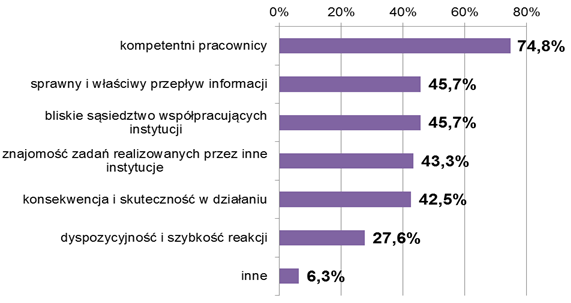 0% 20% 40% 60% 80%
kompetentni pracownicy 74,8%
sprawny i właściwy przepływ informacji 45,7%
bliskie sąsiedztwo współpracujących
instytucji 45,7%
znajomość zadań realizowanych przez inne
instytucje 43,3%
konsekwencja i skuteczność w działaniu 42,5%
dyspozycyjność i szybkość reakcji 27,6%
inne 6,3%